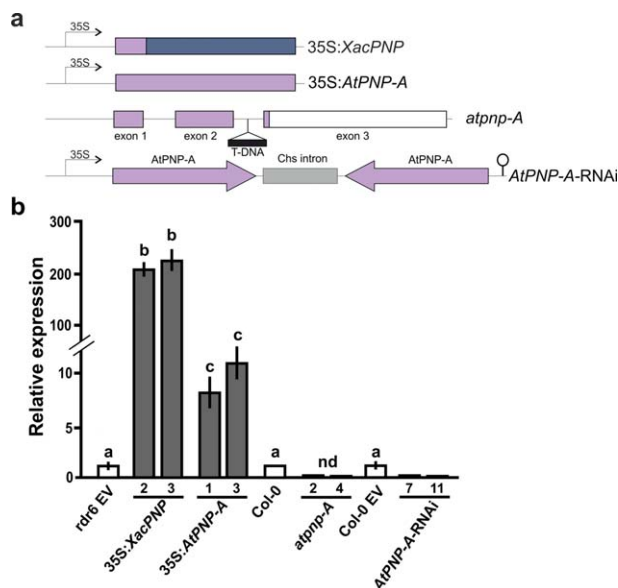 a
35S
35S:XacPNP
35S
35S:AtPNP-A
exon 1
exon 2
T-DNA
exon 3
atpnp-A
35S
AtPNP-A
Chs intron
AtPNP-A
AtPNP-A-RNAi
b
Relative expression
300
200
100
10
5
0
a
b
b
c
c
a
nd
a
2
3
1
3
2
4
7
11
rdr6 EV
35S:XacPNP
35S:AtPNP-A
Col-0
atpnp-A
Col-0 EV
AtPNP-A-RNAi